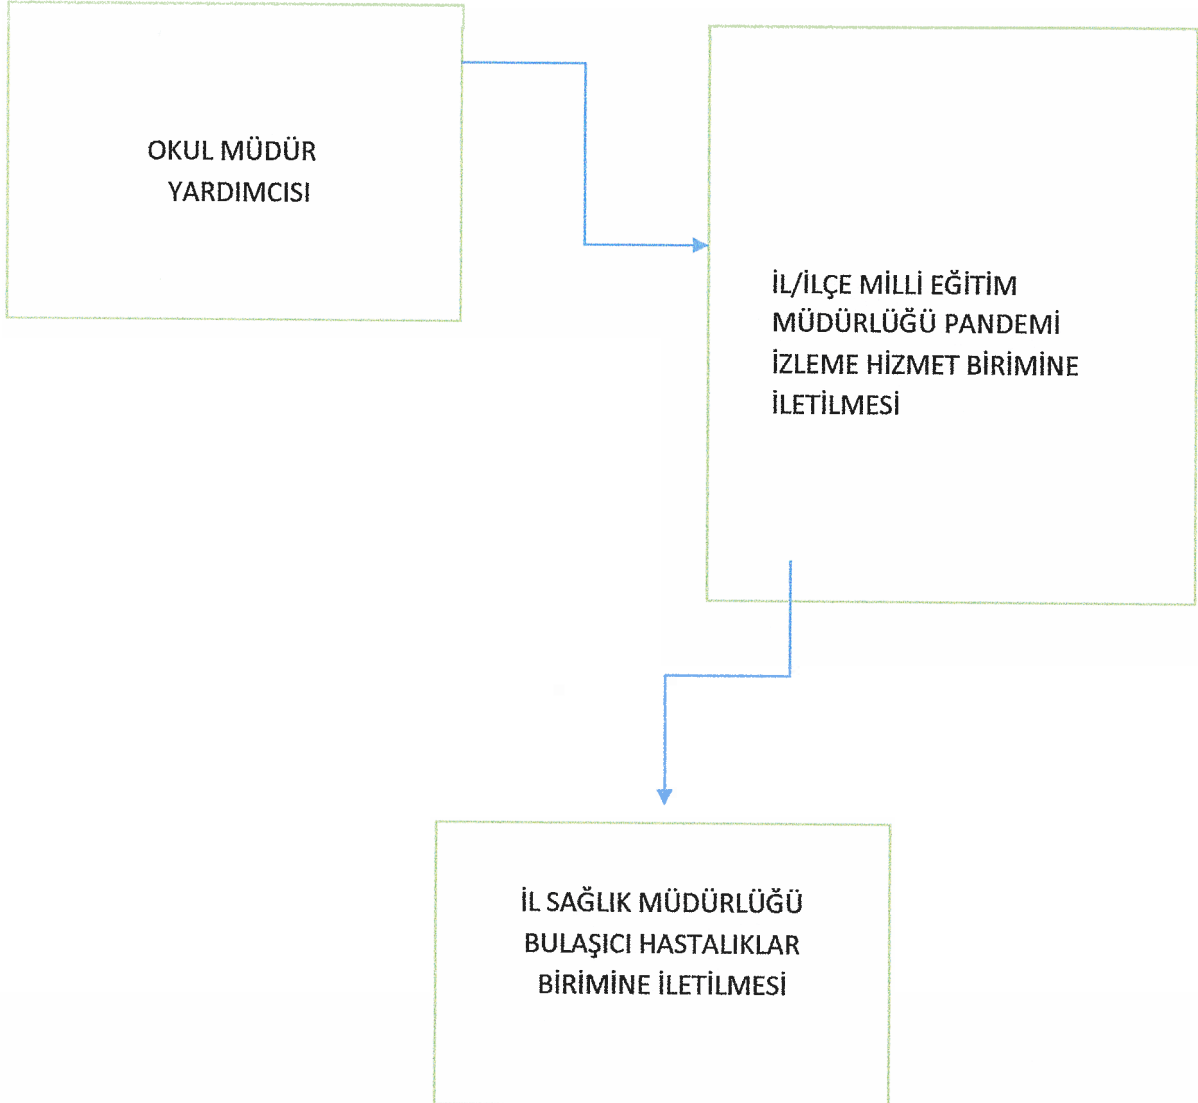 OKUL MÜDÜR
YARDIMCISI
İL/İLÇE MİLLİ EĞİTİM
MÜDÜRLÜĞÜ PANDEMİ
İZLEME HİZMET BİRİMİNE
İLETİLMESİ
İL SAĞLIK MÜDÜRLÜĞÜ
BULAŞICI HASTALIKLAR
BİRİMİNE İLETİLMESİ